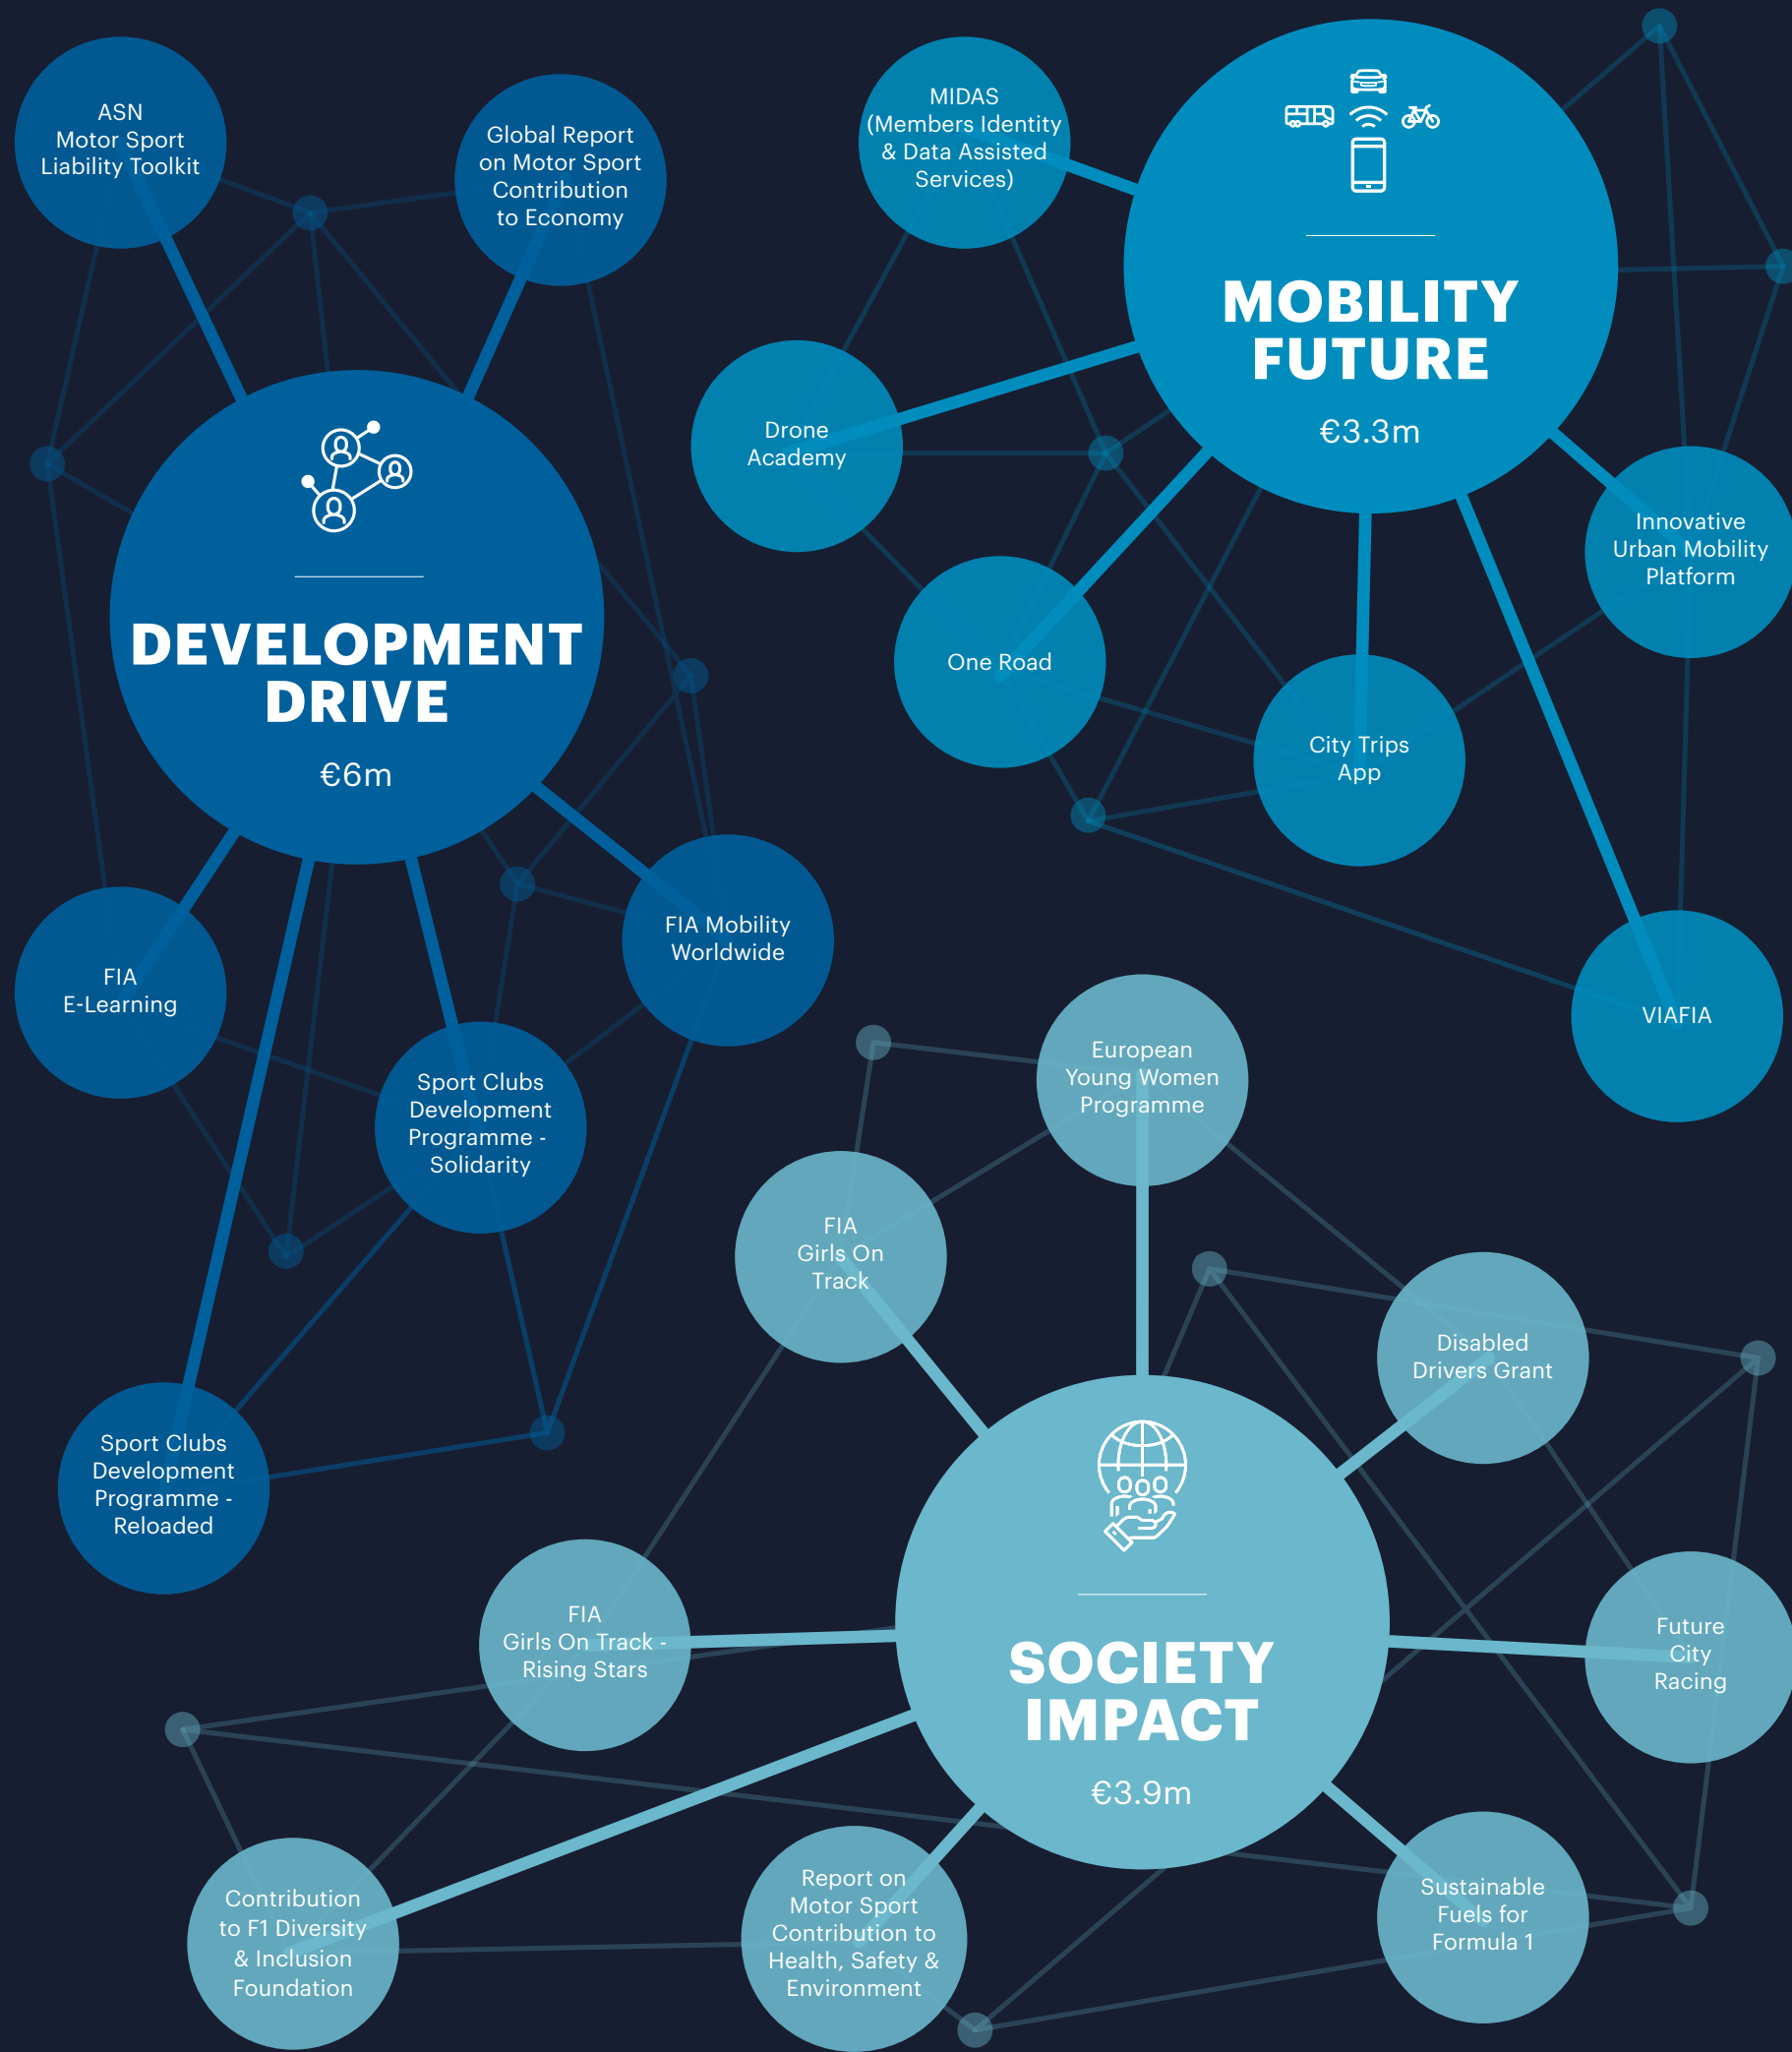 ASN
Motor Sport
Liability Toolkit
Global Report
on Motor Sport
Contribution
to Economy
DEVELOPMENT
DRIVE
€6m
FIA
E-Learning
FIA Mobility
Worldwide
Sport Clubs
Development
Programme -
Solidarity
Sport Clubs
Development
Programme -
Reloaded
MIDAS
(Members Identity
& Data Assisted
Services)
MOBILITY
FUTURE
€3.3m
Drone
Academy
Innovative
Urban Mobility
Platform
One Road
City Trips
App
VIAFIA
European
Young Women
Programme
FIA
Girls On
Track
Disabled
Drivers Grant
SOCIETY
IMPACT
€3.9m
FIA
Girls On Track -
Rising Stars
Future
City
Racing
Contribution
to F1 Diversity
& Inclusion
Foundation
Report on
Motor Sport
Contribution to
Health, Safety &
Environment
Sustainable
Fuels for
Formula 1